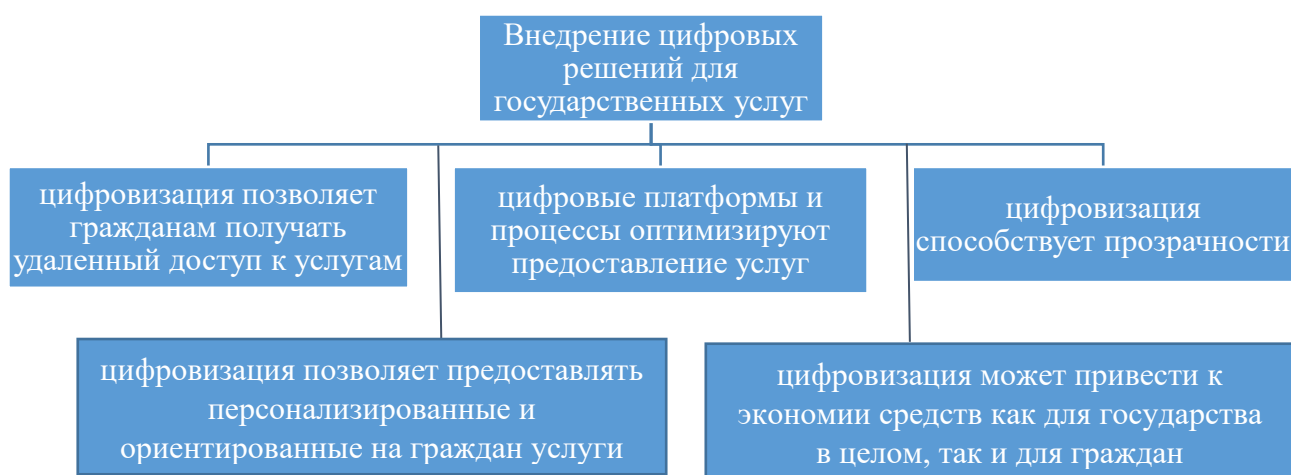 Внедрение цифровых
решений для
государственных услуг
цифровизация позволяет
гражданам получать
удаленный доступ к услугам
цифровые платформы и
процессы оптимизируют
предоставление услуг
цифровизация
способствует прозрачности
цифровизация позволяет предоставлять
персонализированные и
ориентированные на граждан услуги
цифровизация может привести к
экономии средств как для государства
в целом, так и для граждан